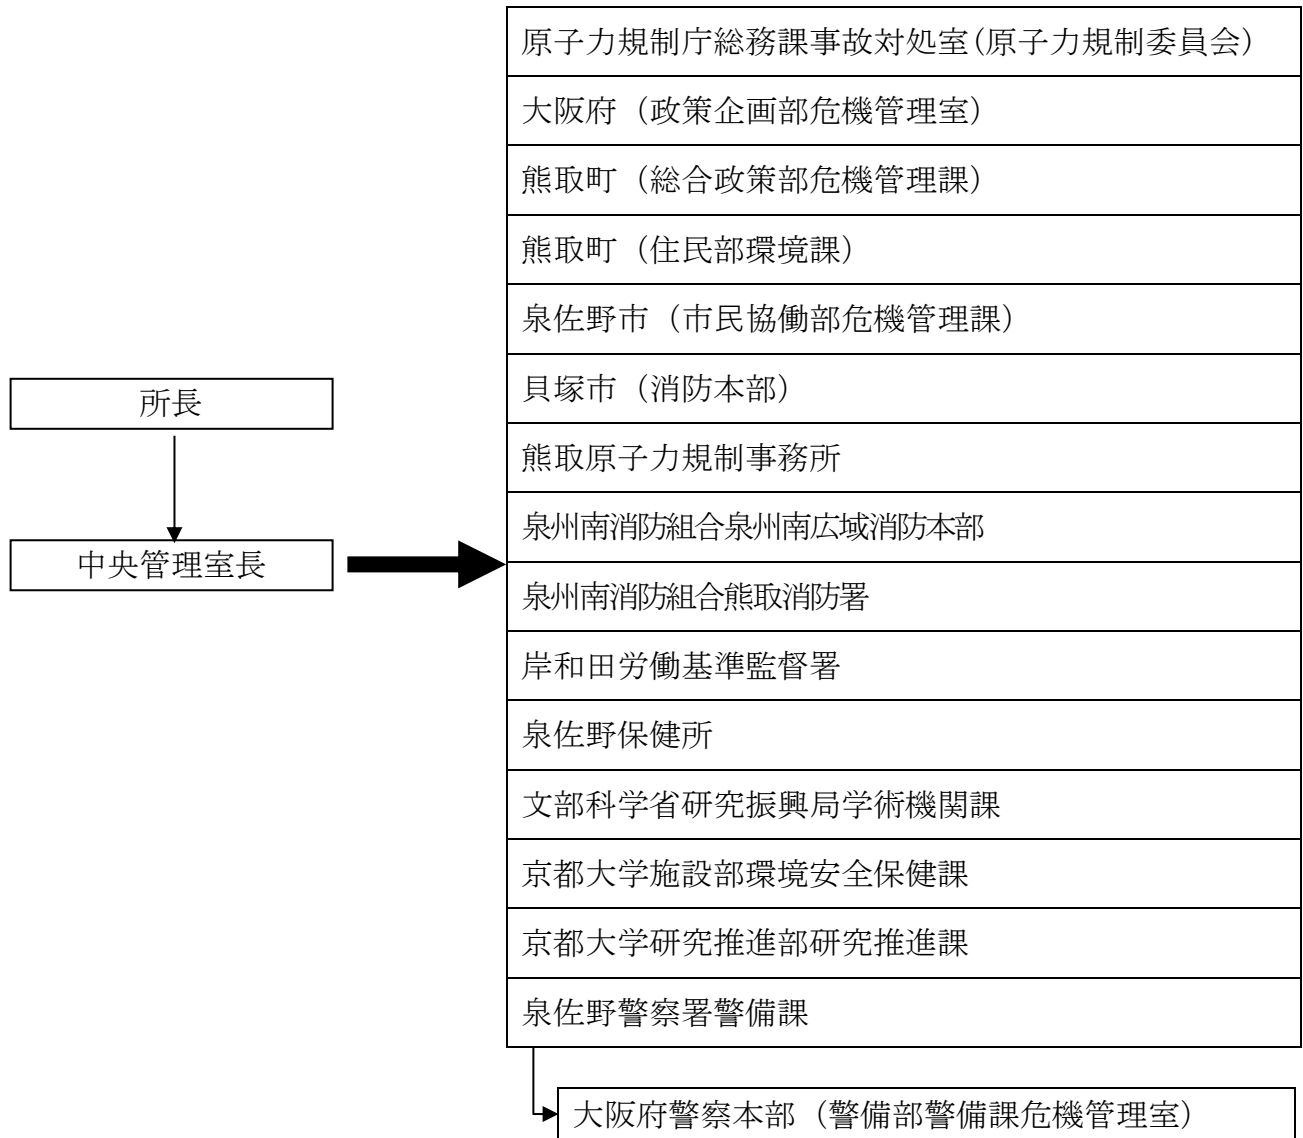 原子力規制庁総務課事故対処室(原子力規制委員会)
大阪府（政策企画部危機管理室）
熊取町（総合政策部危機管理課）
熊取町（住民部環境課）
泉佐野市（市民協働部危機管理課）
貝塚市（消防本部）
熊取原子力規制事務所
泉州南消防組合泉州南広域消防本部
泉州南消防組合熊取消防署
岸和田労働基準監督署
泉佐野保健所
文部科学省研究振興局学術機関課
京都大学施設部環境安全保健課
京都大学研究推進部研究推進課
泉佐野警察署警備課
大阪府警察本部（警備部警備課危機管理室）
所長
中央管理室長